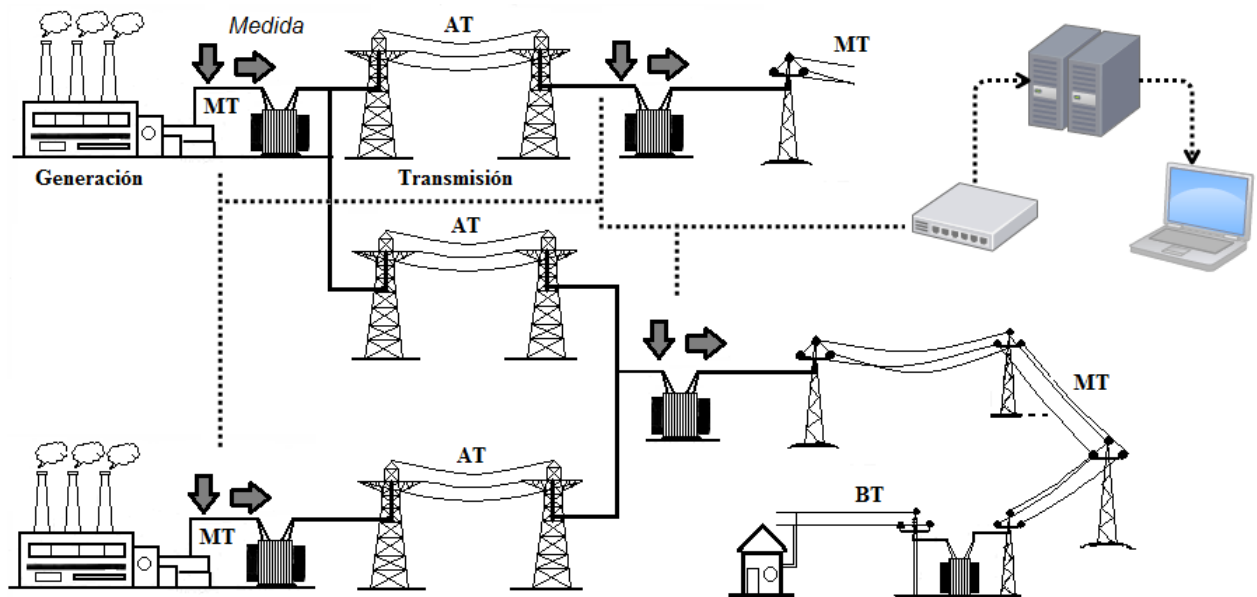 Medida
AT
MT
MT
Generación
Transmisión
AT
MT
AT
BT
MT